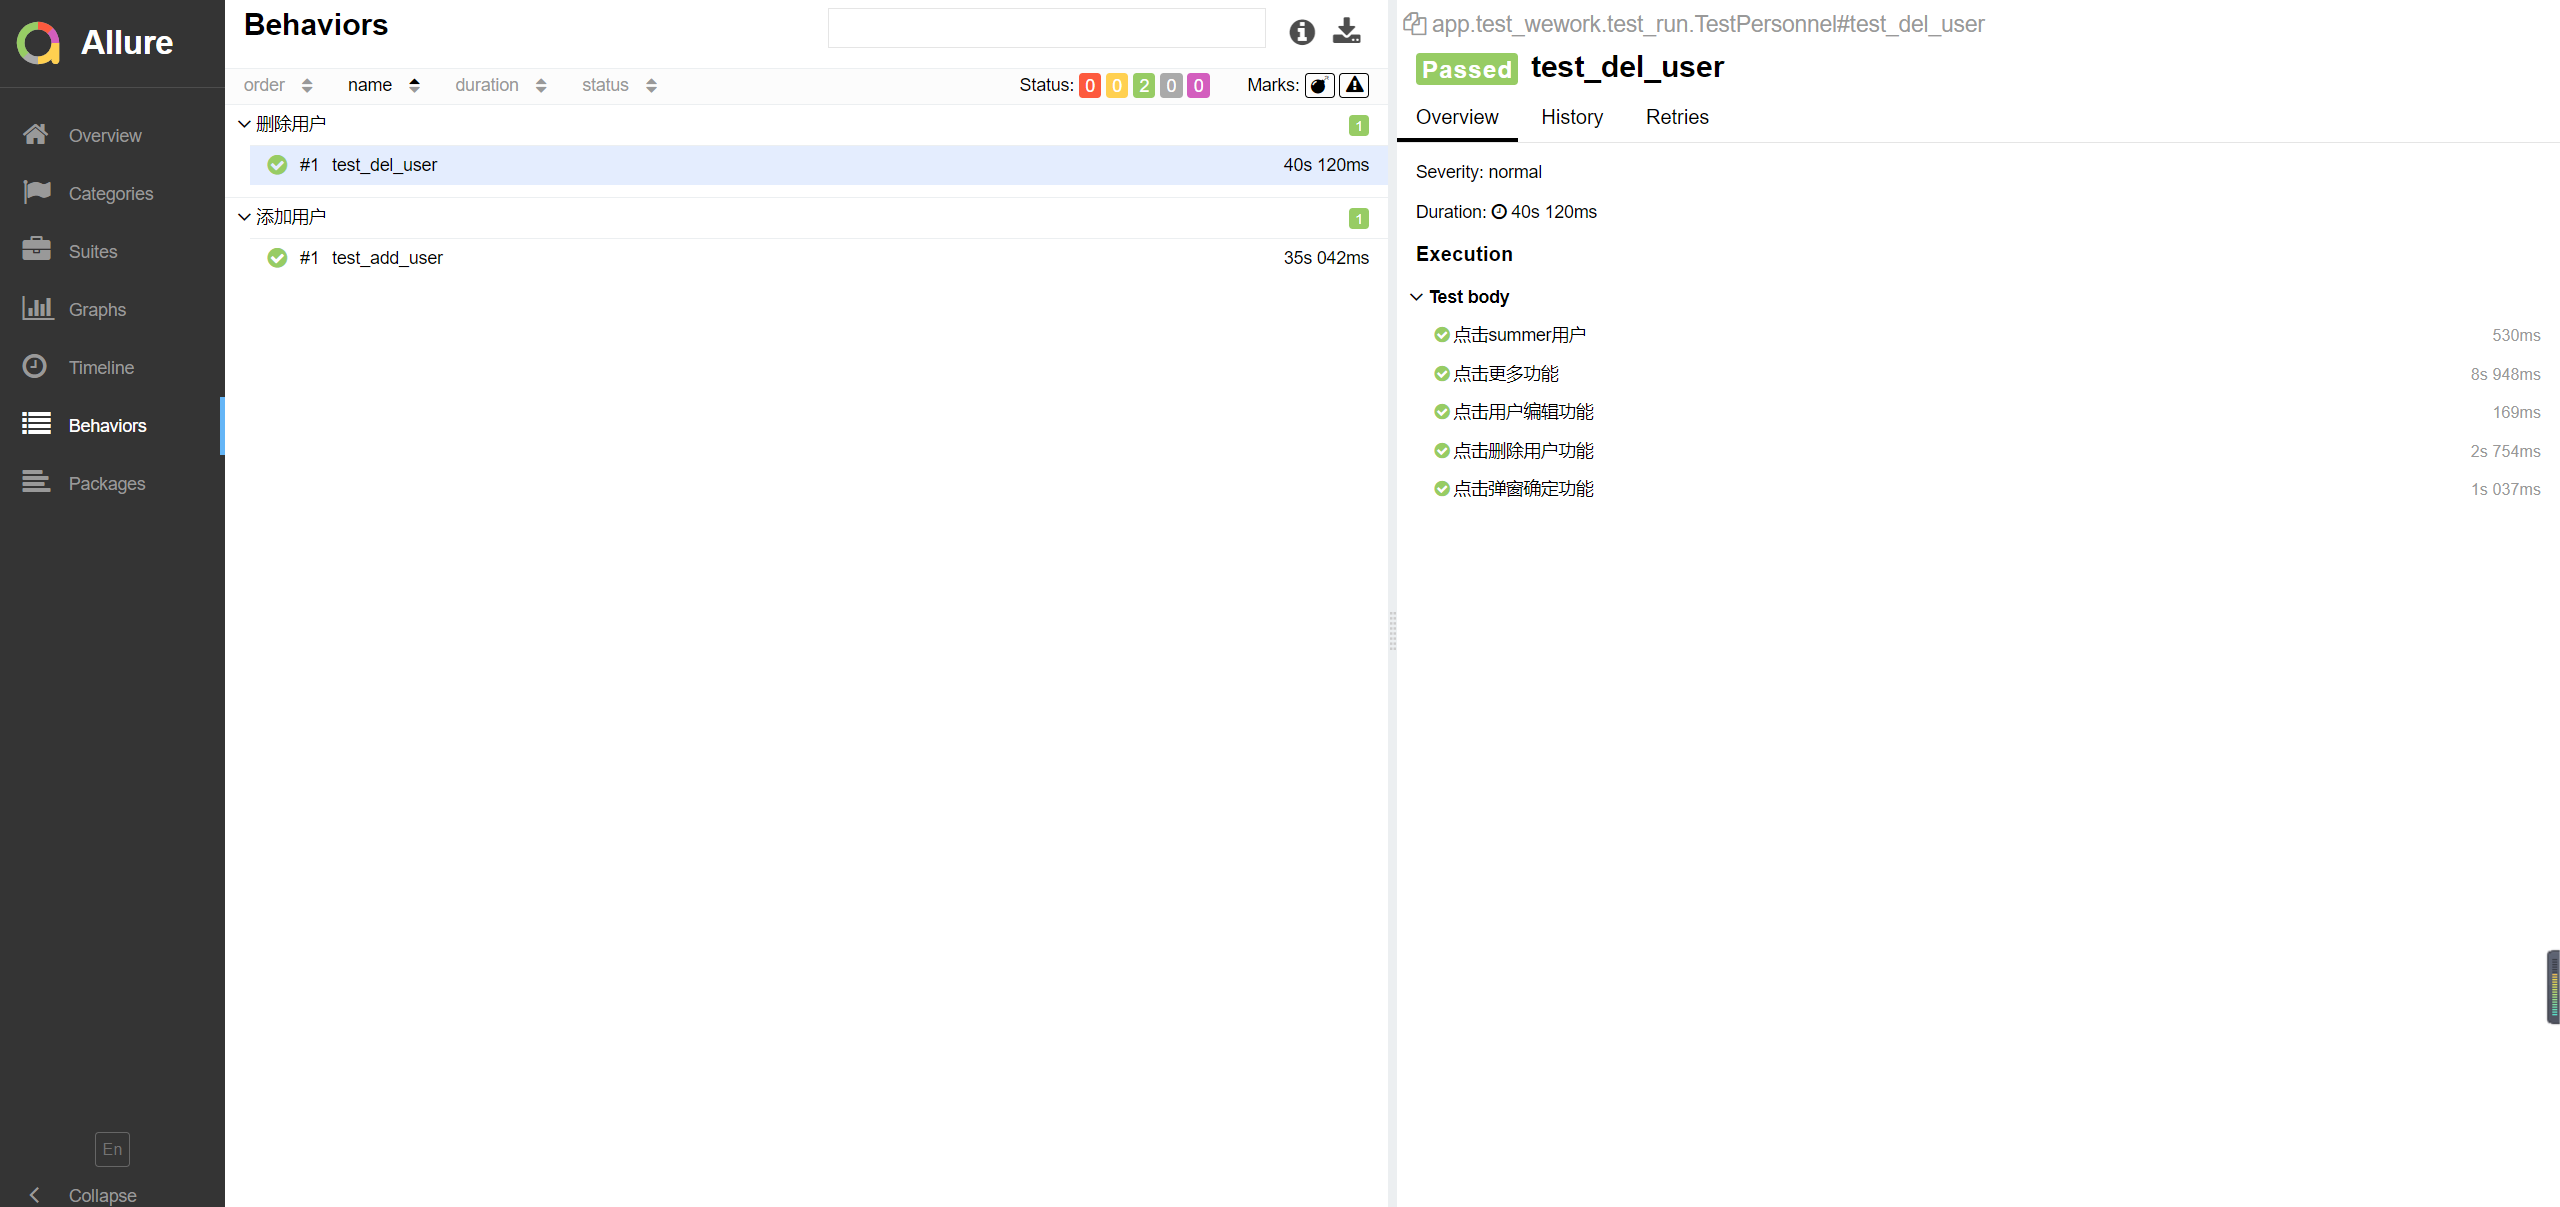 Allure
Overview
Categories
Suites
Graphs
Timeline
Behaviors
Packages
En
Collapse
Behaviors
order name duration status Status: 0 0 2 0 0 Marks:
删除用户 1
#1 test_del_user 40s 120ms
添加用户 1
#1 test_add_user 35s 042ms
app.test_wework.test_run.TestPersonnel#test_del_user
Passed test_del_user
Overview History Retries
Severity: normal
Duration: 40s 120ms
Execution
Test body
点击summer用户 530ms
点击更多功能 8s 948ms
点击用户编辑功能 169ms
点击删除用户功能 2s 754ms
点击弹窗确定功能 1s 037ms